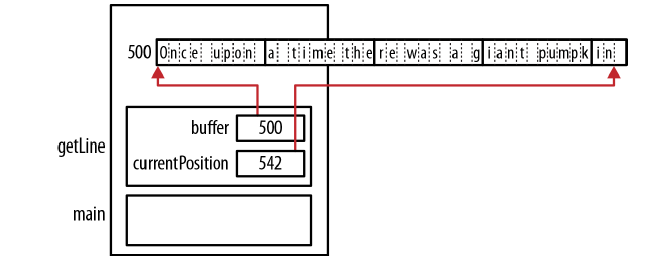 500 Once upon a time there was a giant pumpkin
buffer 500
getLine
currentPosition 542
main